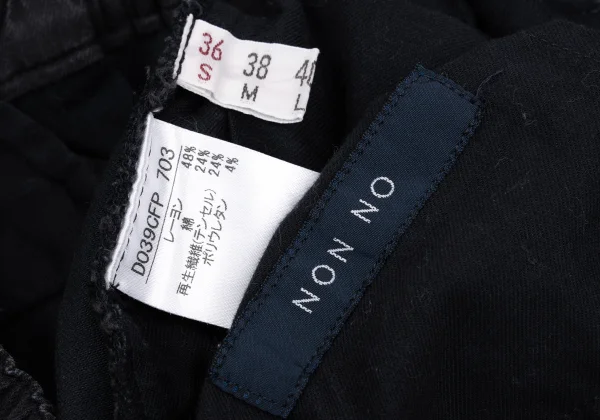 36 38 40
S M L
D039CFP 703
レーヨン 48%
綿 24%
再生繊維(テンセル) 24%
ポリウレタン 4%
NON NO